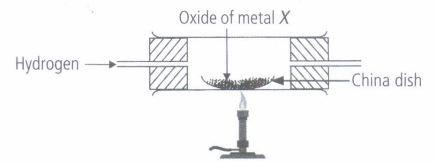 Oxide of metal X
Hydrogen
China dish